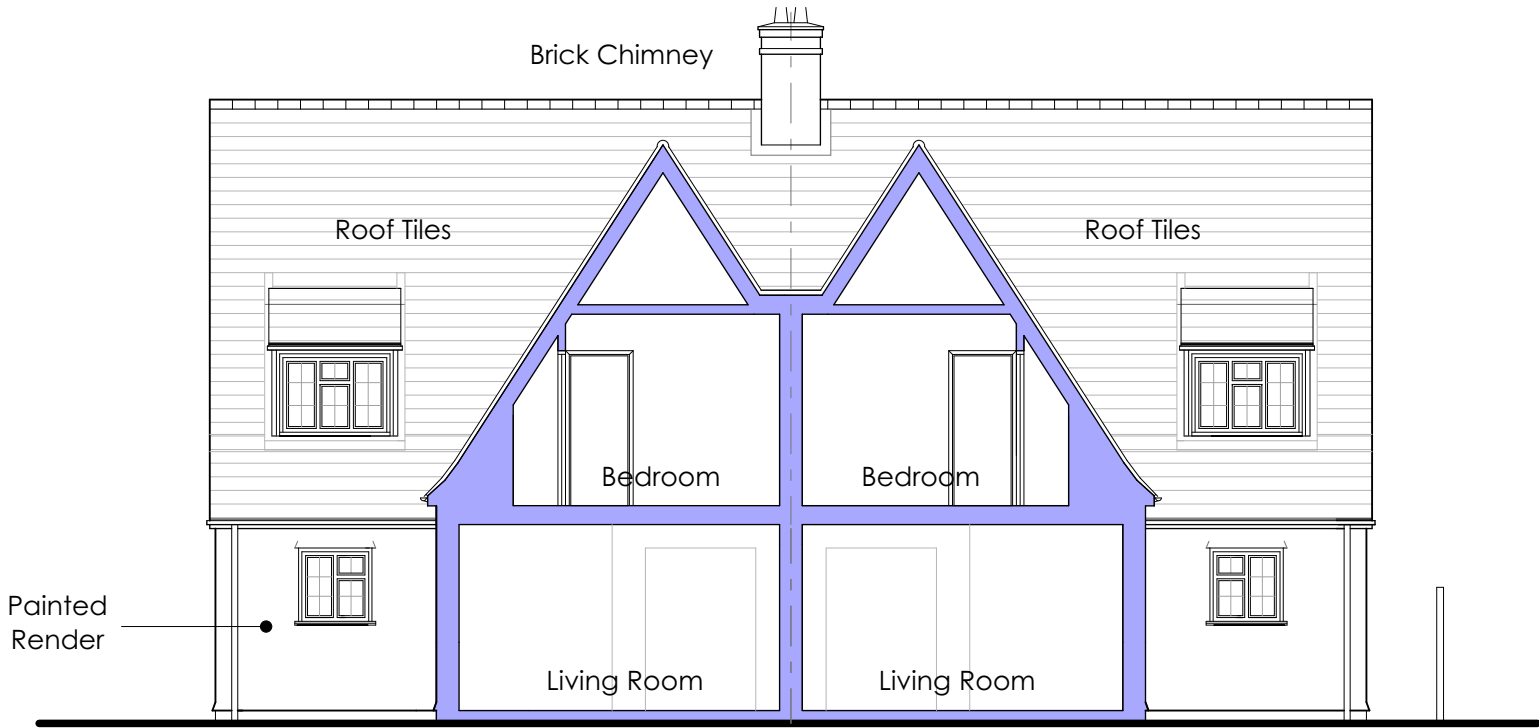 Brick Chimney
Roof Tiles
Roof Tiles
Bedroom
Bedroom
Painted
Render
Living Room
Living Room